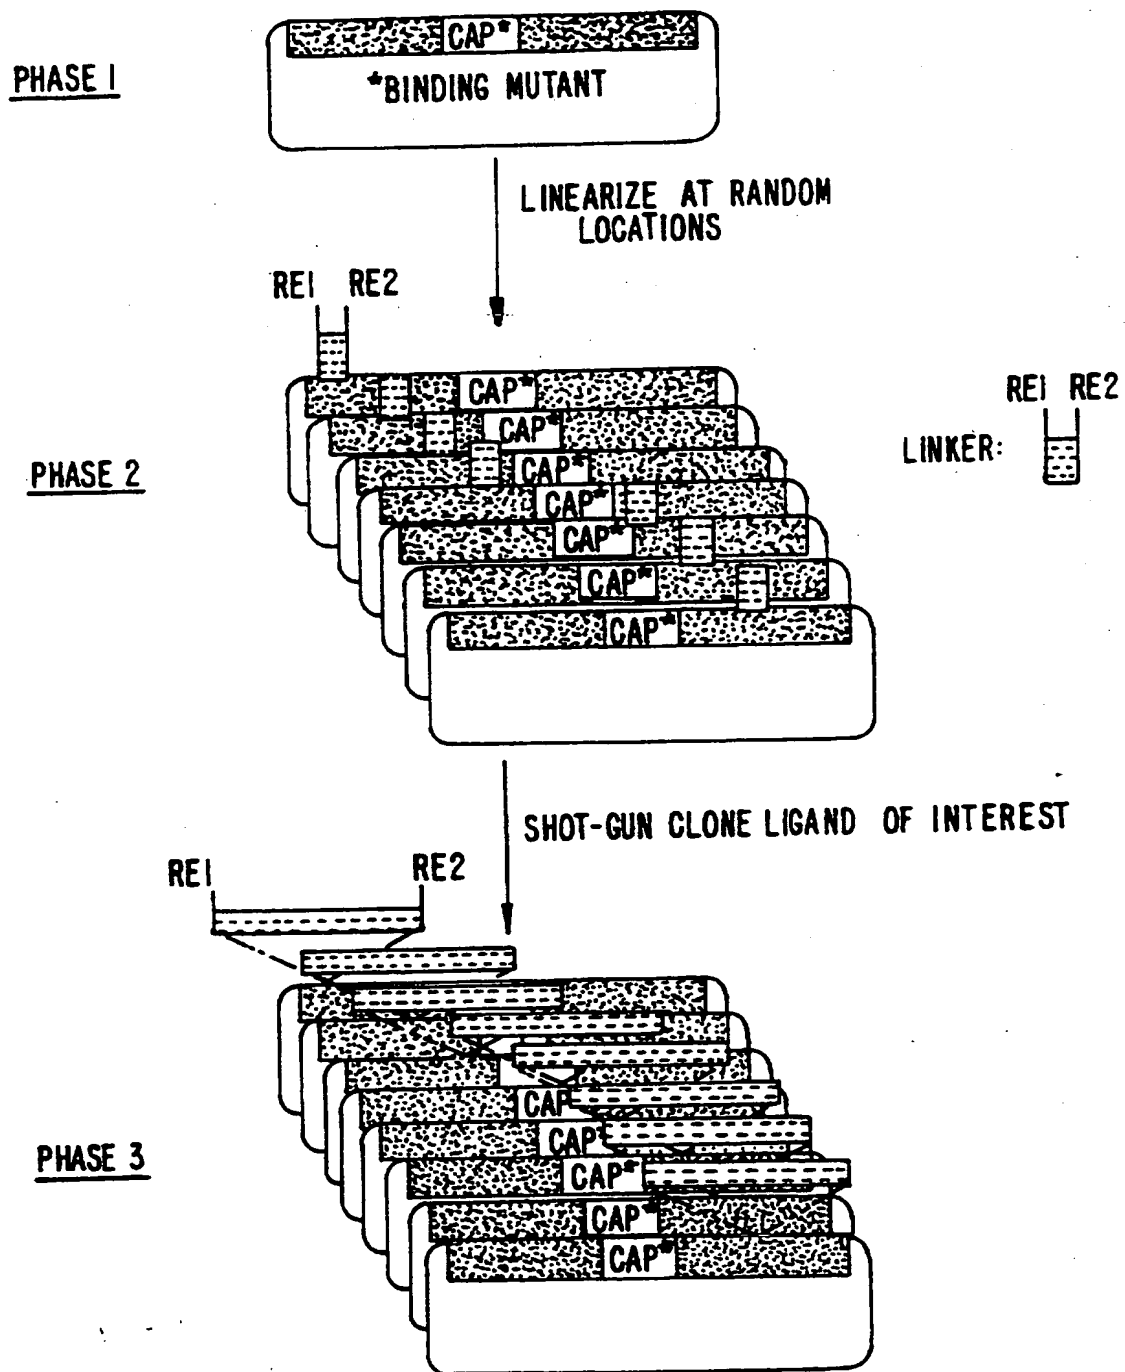 CAP*
PHASE 1
*BINDING MUTANT
LINEARIZE AT RANDOM
LOCATIONS
RE1 RE2
CAP*
CAP*
CAP*
CAP*
CAP*
CAP*
CAP*
PHASE 2
RE1 RE2
LINKER:
SHOT-GUN CLONE LIGAND OF INTEREST
RE1 RE2
CAP
CAP
CAP*
CAP*
CAP*
PHASE 3